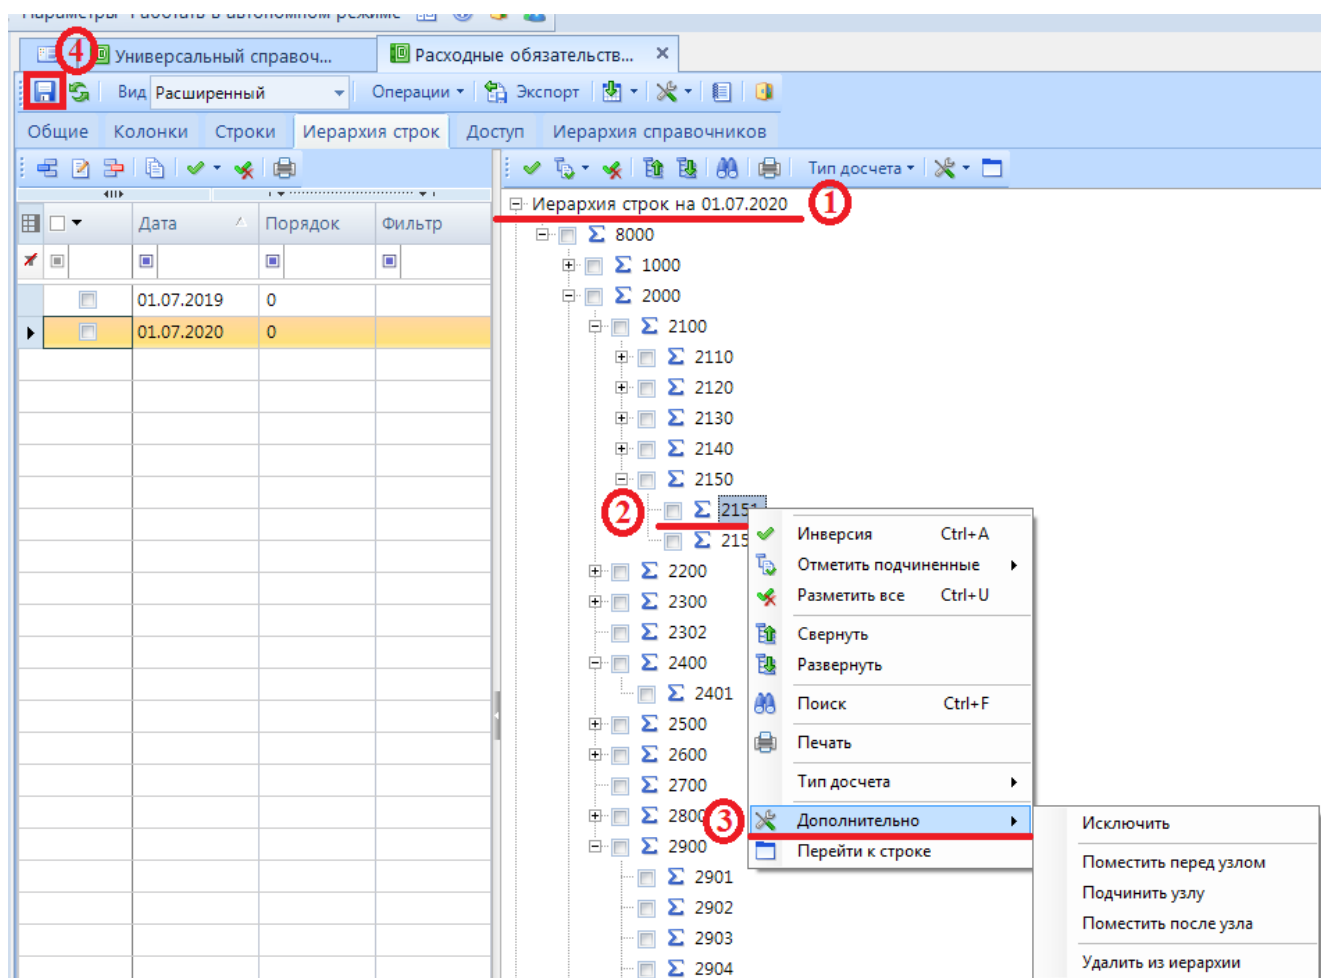 Параметры Работать в автономном режиме
4 Универсальный справоч... Расходные обязательств...
Вид Расширенный Операции Экспорт
Общие Колонки Строки Иерархия строк Доступ Иерархия справочников
Тип досчета
Дата Порядок Фильтр
01.07.2019 0
01.07.2020 0
Иерархия строк на 01.07.2020 1
8000
1000
2000
2100
2110
2120
2130
2140
2150
2 2151
215
2200
2300
2302
2400
2401
2500
2600
2700
2800
2900
2901
2902
2903
2904
Инверсия Ctrl+A
Отметить подчиненные
Разметить все Ctrl+U
Свернуть
Развернуть
Поиск Ctrl+F
Печать
Тип досчета
3 Дополнительно
Перейти к строке
Исключить
Поместить перед узлом
Подчинить узлу
Поместить после узла
Удалить из иерархии